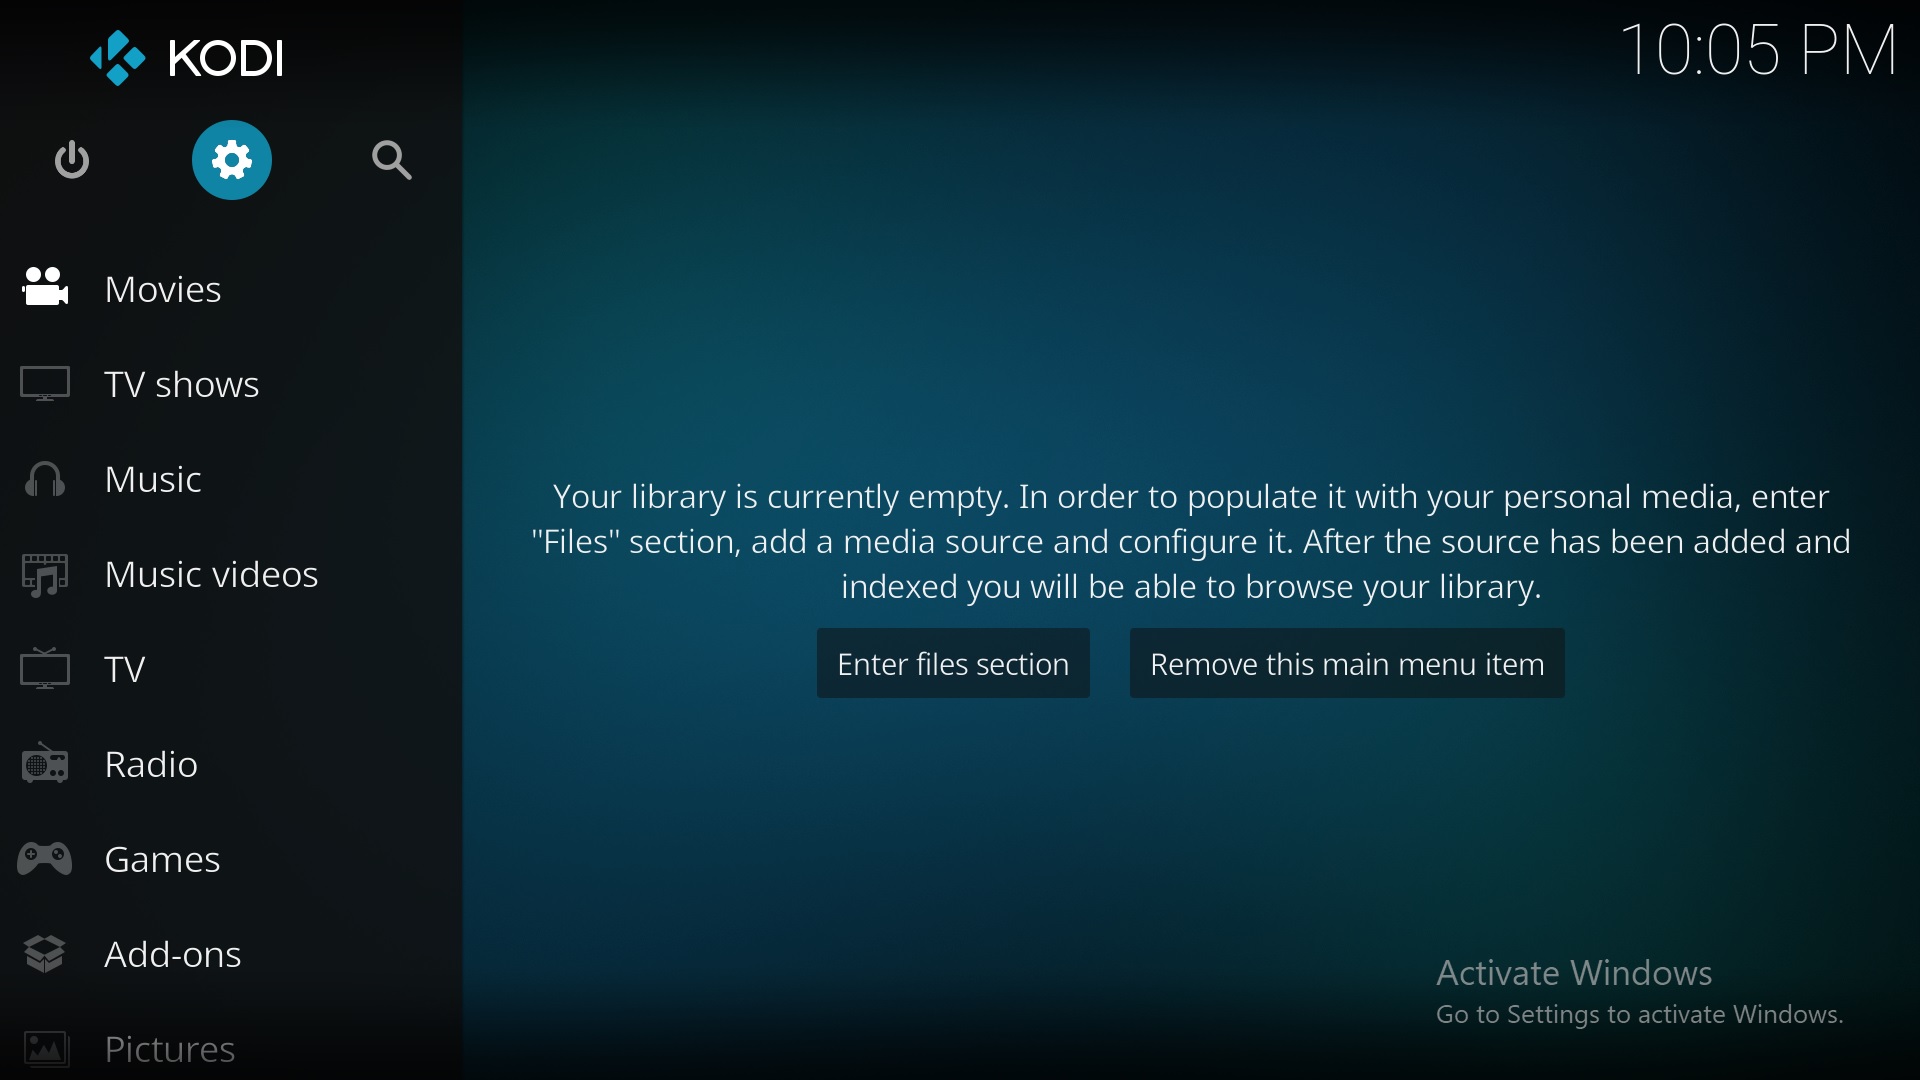 KODI
10:05 PM
Movies
TV shows
Music
Music videos
TV
Radio
Games
Add-ons
Pictures
Your library is currently empty. In order to populate it with your personal media, enter
"Files" section, add a media source and configure it. After the source has been added and
indexed you will be able to browse your library.
Enter files section
Remove this main menu item
Activate Windows
Go to Settings to activate Windows.